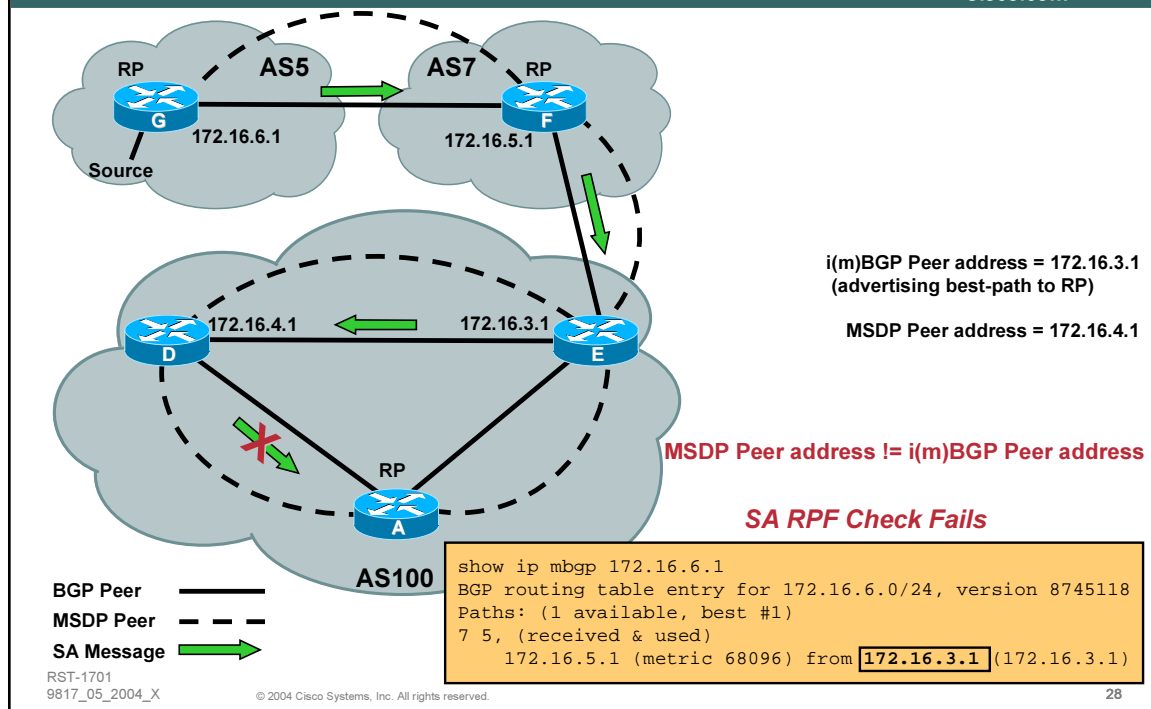 RP
AS5
AS7
RP
G
F
172.16.6.1
172.16.5.1
Source
i(m)BGP Peer address = 172.16.3.1
(advertising best-path to RP)
MSDP Peer address = 172.16.4.1
172.16.4.1
172.16.3.1
D
E
MSDP Peer address != i(m)BGP Peer address
RP
A
SA RPF Check Fails
AS100
show ip mbgp 172.16.6.1
BGP routing table entry for 172.16.6.0/24, version 8745118
Paths: (1 available, best #1)
7 5, (received & used)
172.16.5.1 (metric 68096) from 172.16.3.1 (172.16.3.1)
BGP Peer
MSDP Peer
SA Message
RST-1701
9817_05_2004_X
© 2004 Cisco Systems, Inc. All rights reserved.
28